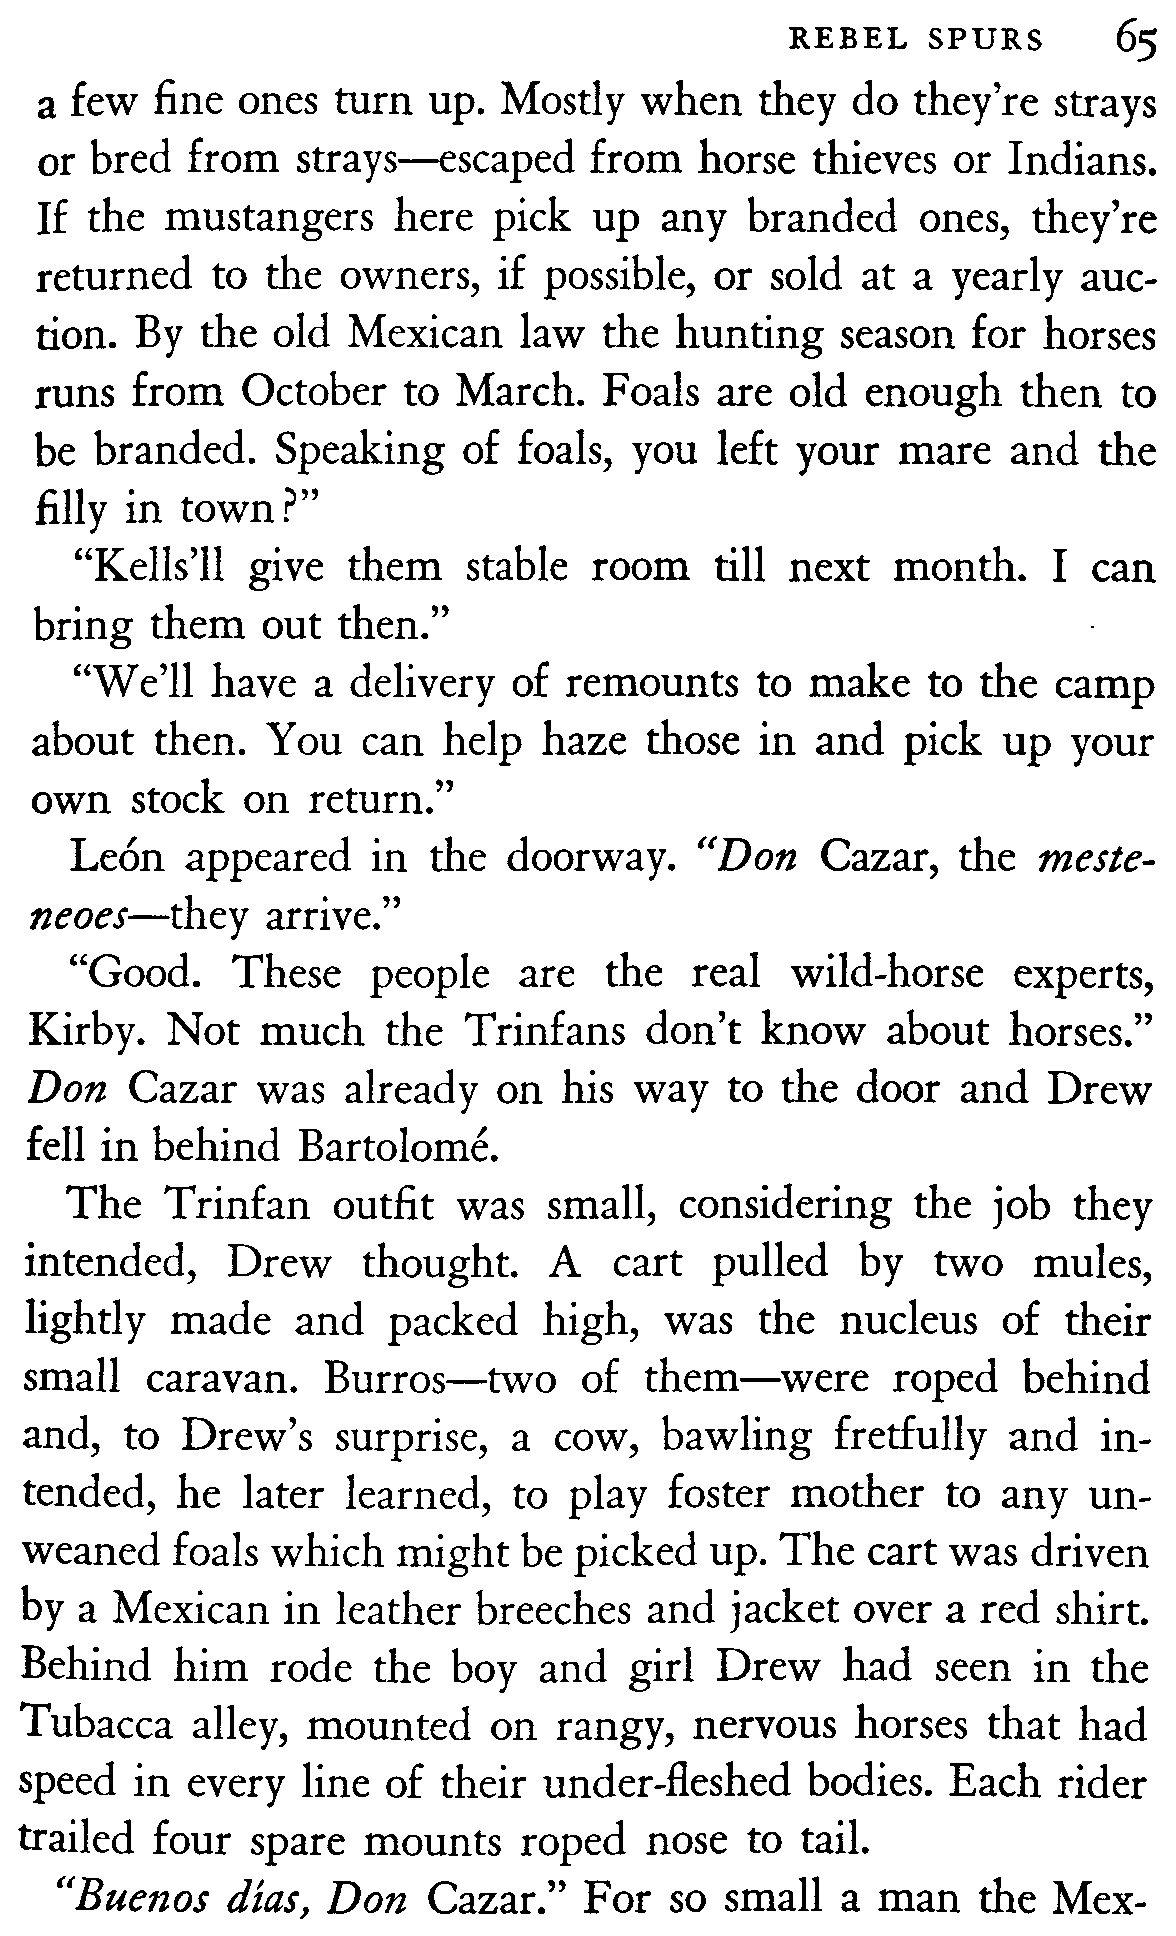 REBEL SPURS 65
a few fine ones turn up. Mostly when they do they're strays
or bred from strays—escaped from horse thieves or Indians.
If the mustangers here pick up any branded ones, they're
returned to the owners, if possible, or sold at a yearly auc-
tion. By the old Mexican law the hunting season for horses
runs from October to March. Foals are old enough then to
be branded. Speaking of foals, you left your mare and the
filly in town?”
“Kells'll give them stable room till next month. I can
bring them out then.”
“We'll have a delivery of remounts to make to the camp
about then. You can help haze those in and pick up your
own stock on return.”
León appeared in the doorway. “Don Cazar, the meste-
neoes—they arrive.”
“Good. These people are the real wild-horse experts,
Kirby. Not much the Trinfans don't know about horses.”
Don Cazar was already on his way to the door and Drew
fell in behind Bartolomé.
The Trinfan outfit was small, considering the job they
intended, Drew thought. A cart pulled by two mules,
lightly made and packed high, was the nucleus of their
small caravan. Burros—two of them—were roped behind
and, to Drew's surprise, a cow, bawling fretfully and in-
tended, he later learned, to play foster mother to any un-
weaned foals which might be picked up. The cart was driven
by a Mexican in leather breeches and jacket over a red shirt.
Behind him rode the boy and girl Drew had seen in the
Tubacca alley, mounted on rangy, nervous horses that had
speed in every line of their under-fleshed bodies. Each rider
trailed four spare mounts roped nose to tail.
“Buenos días, Don Cazar.” For so small a man the Mex-